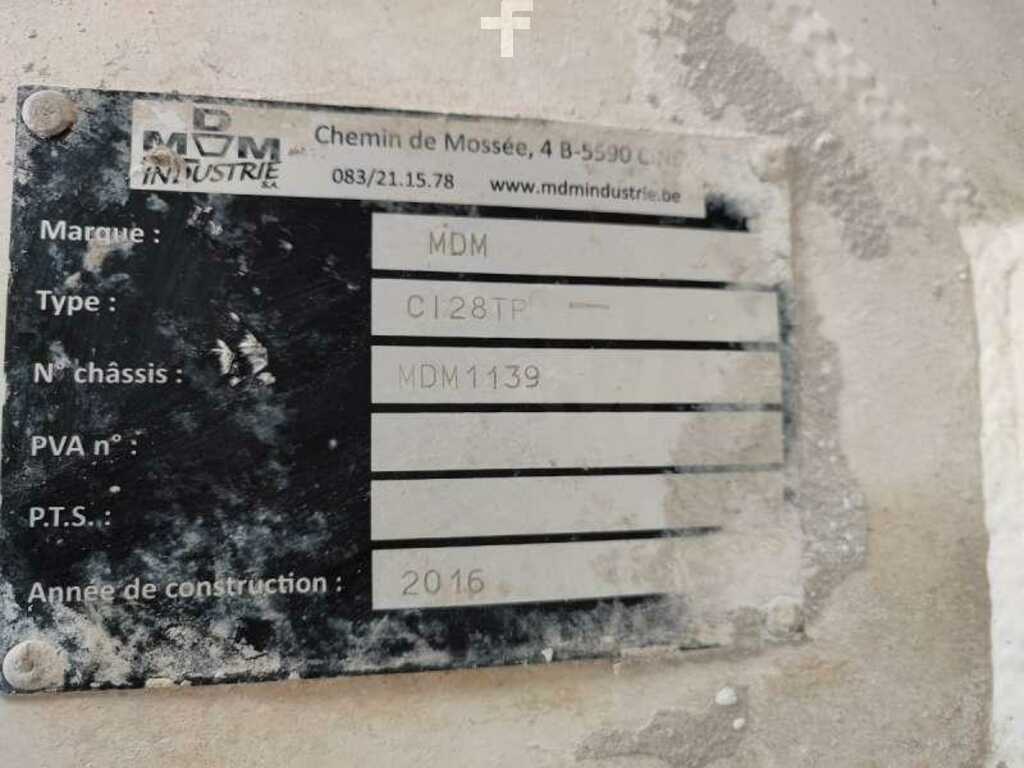 D
MDM
INDUSTRIE
S.A.
Chemin de Mossée, 4 B-5590
083/21.15.78 www.mdmindustrie.be
Marque : MDM
Type : CI28TP —
N° châssis : MDM1139
PVA n° :
P.T.S. :
Année de construction : 2016